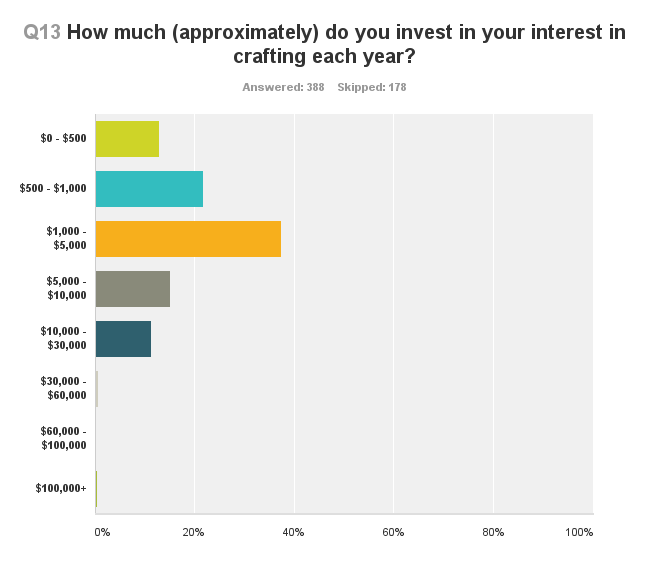 Q13 How much (approximately) do you invest in your interest in
crafting each year?
Answered: 388 Skipped: 178
$0 - $500
$500 - $1,000
$1,000 -
$5,000
$5,000 -
$10,000
$10,000 -
$30,000
$30,000 -
$60,000
$60,000 -
$100,000
$100,000+
0% 20% 40% 60% 80% 100%